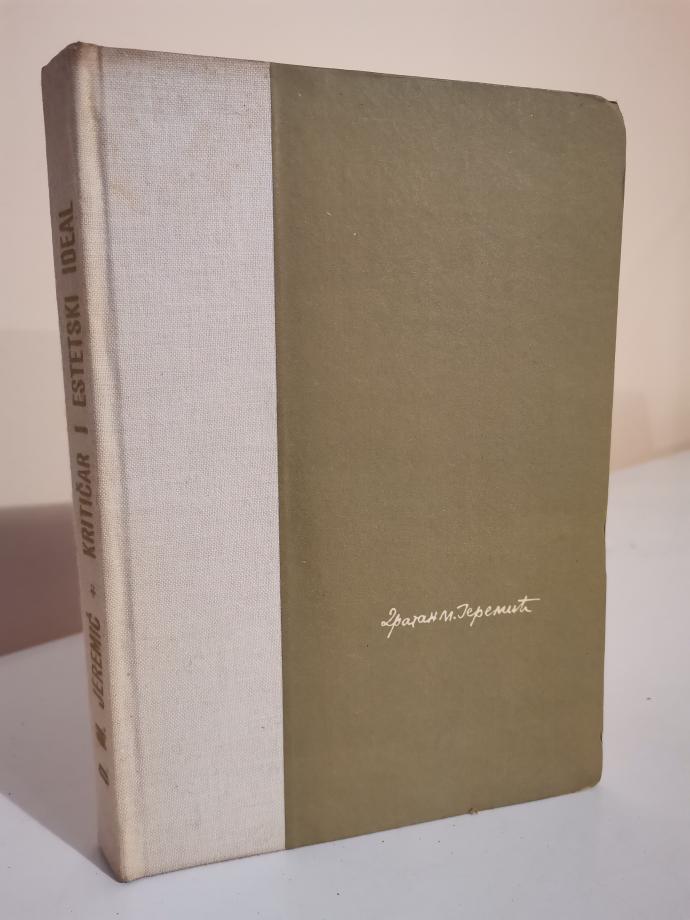 D. M. JEREMIĆ + KRITIČAR I ESTETSKI IDEAL
Драган М. Јеремић